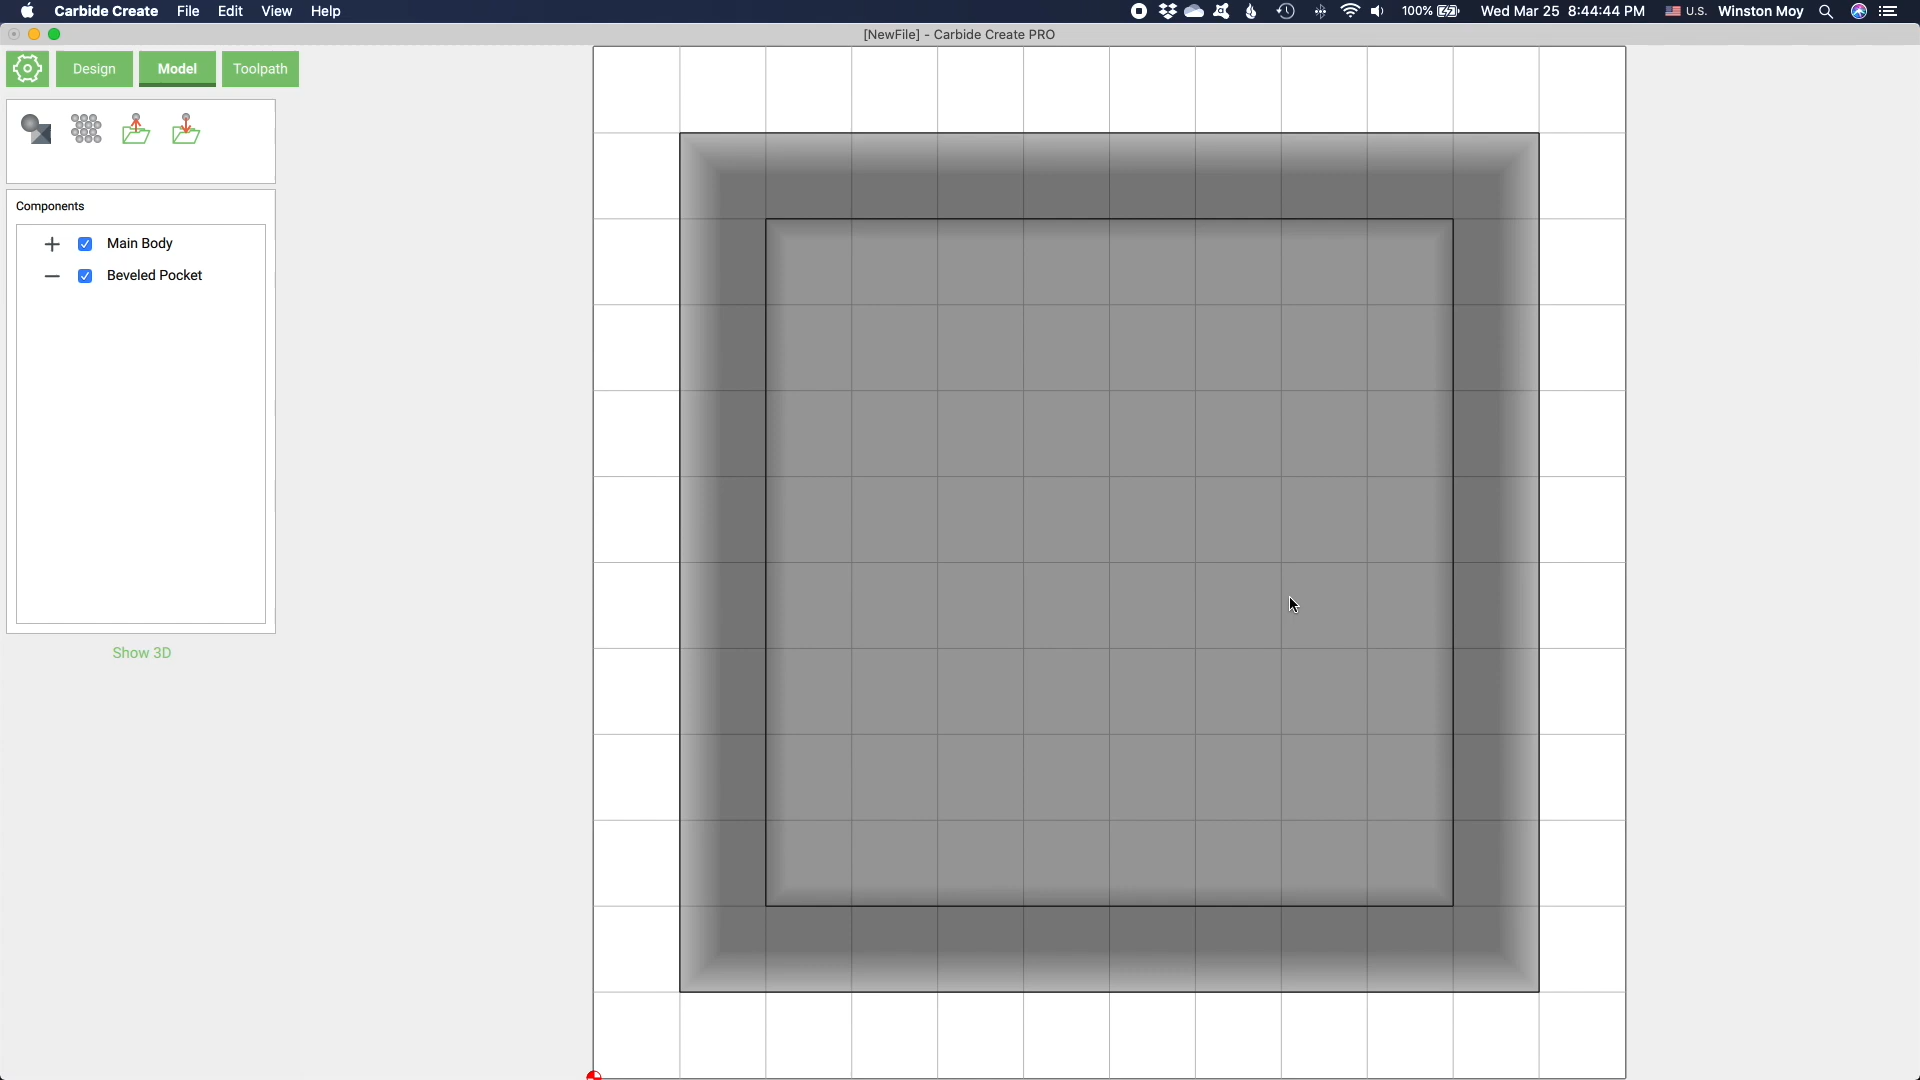 Carbide Create File Edit View Help 100% Wed Mar 25 8:44:44 PM U.S. Winston Moy
[NewFile] - Carbide Create PRO
Design Model Toolpath
Components
Main Body
Beveled Pocket
Show 3D